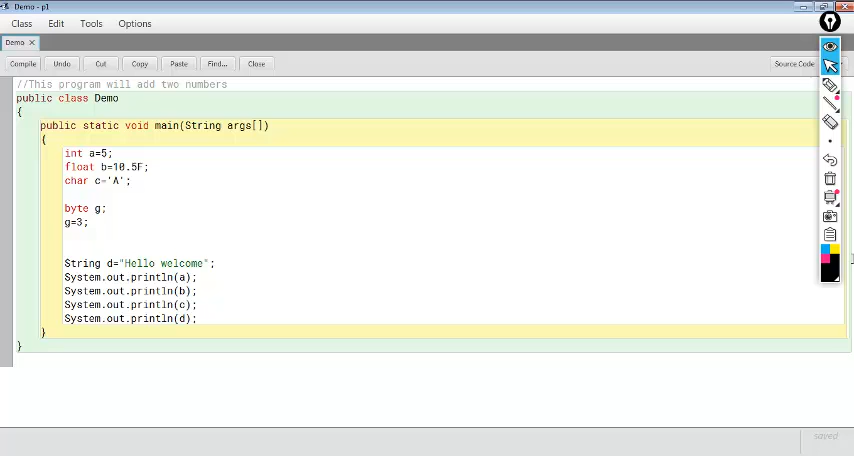 Demo - p1
Class Edit Tools Options
Demo X
Compile Undo Cut Copy Paste Find... Close Source Code
//This program will add two numbers
public class Demo
{
public static void main(String args[])
{
int a=5;
float b=10.5F;
char c='A';
byte g;
g=3;
String d="Hello welcome";
System.out.println(a);
System.out.println(b);
System.out.println(c);
System.out.println(d);
}
}
saved